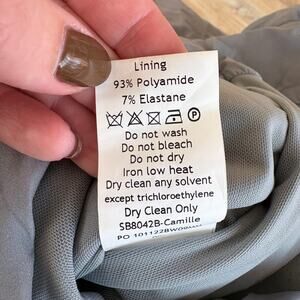 Lining
93% Polyamide
7% Elastane
P
Do not wash
Do not bleach
Do not dry
Iron low heat
Dry clean any solvent
except trichloroethylene
Dry Clean Only
SB8042B-Camille
PO